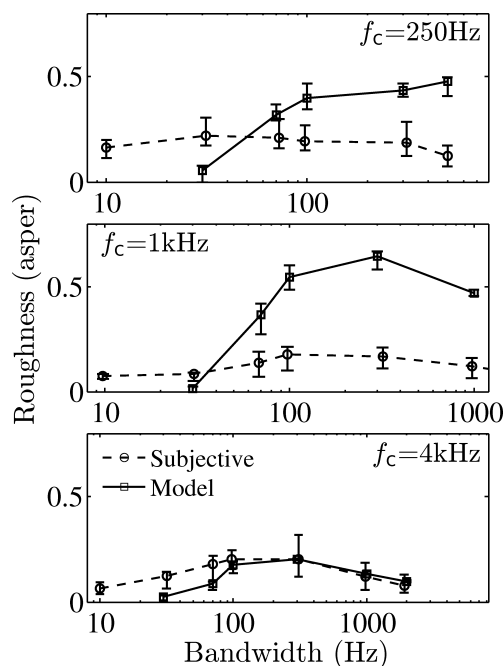 f_c=250Hz
0.5
0
10 100
f_c=1kHz
0.5
0
10 100 1000
Roughness (asper)
f_c=4kHz
Subjective
Model
0.5
0
10 100 1000
Bandwidth (Hz)